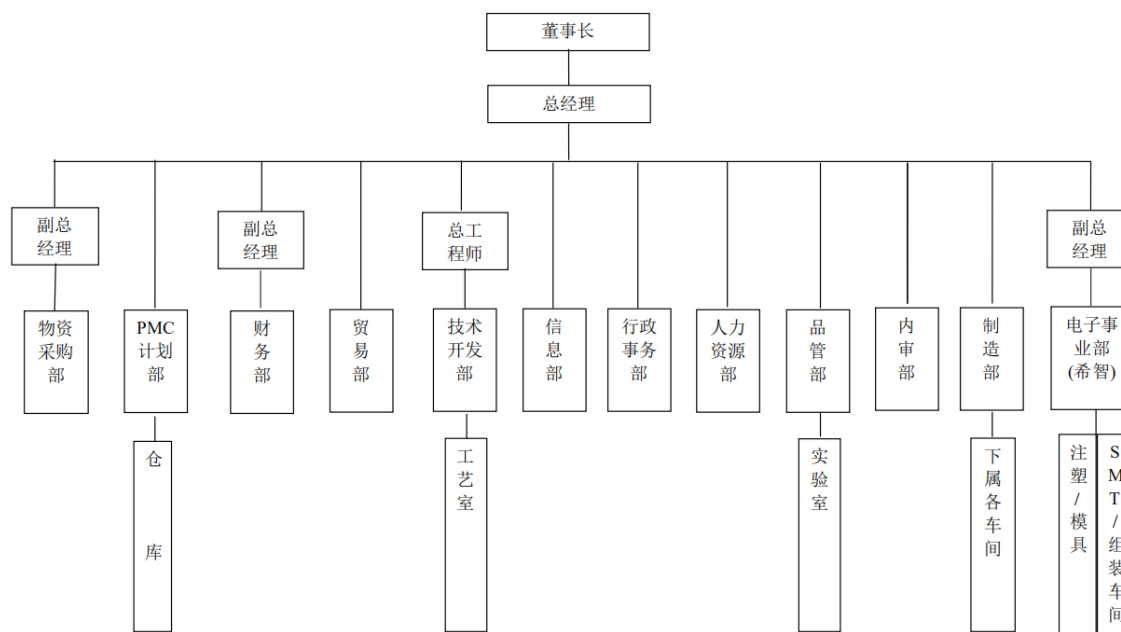 董事长
总经理
副总
经理
副总
经理
总工
程师
副总
经理
物资
采购
部
PMC
计划
部
财
务
部
贸
易
部
技术
开发
部
信
息
部
行政
事务
部
人力
资源
部
品
管
部
内
审
部
制
造
部
电子事
业部
(希智)
仓
库
工
艺
室
实
验
室
下
属
各
车
间
注
塑
/
模
具
S
M
T
/
组
装
车
间